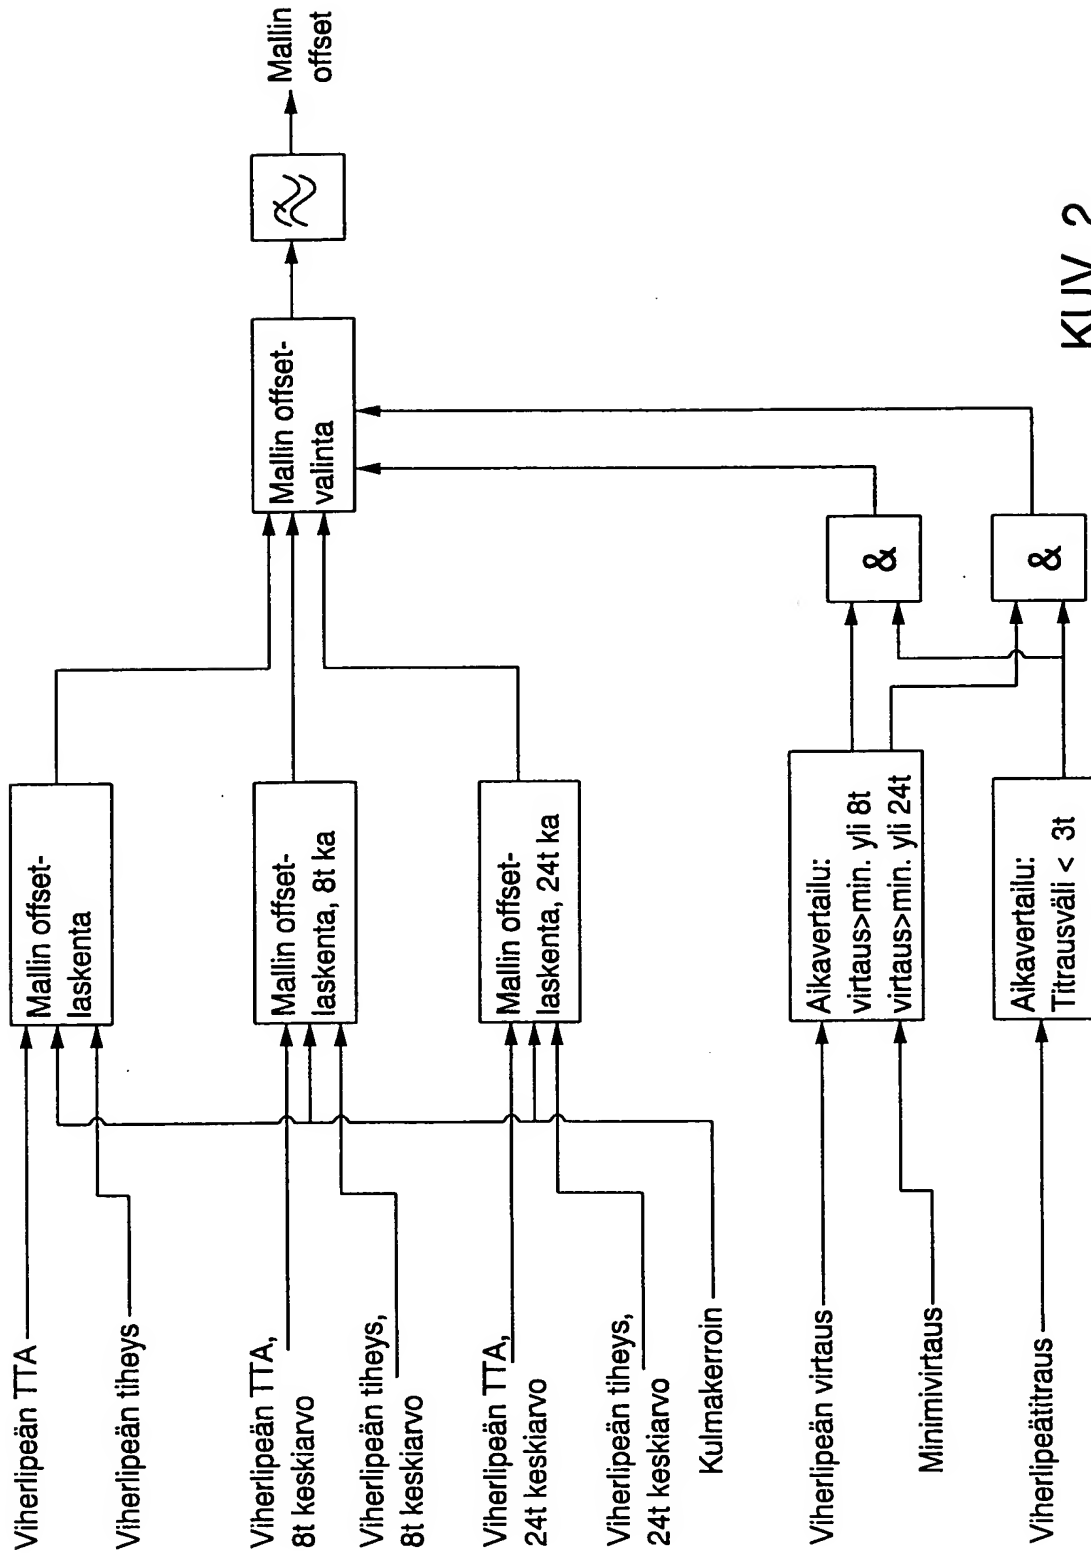 Viherlipeän TTA
Viherlipeän tiheys
Viherlipeän TTA,
8t keskiarvo
Viherlipeän tiheys,
8t keskiarvo
Viherlipeän TTA,
24t keskiarvo
Viherlipeän tiheys,
24t keskiarvo
Kulmakerroin
Viherlipeän virtaus
Minimivirtaus
Viherlipeätitraus
Mallin offset-
laskenta
Mallin offset-
laskenta, 8t ka
Mallin offset-
laskenta, 24t ka
Aikavertailu:
virtaus>min. yli 8t
virtaus>min. yli 24t
Aikavertailu:
Titrausväli < 3t
&
&
Mallin offset-
valinta
Mallin
offset
KUV 2